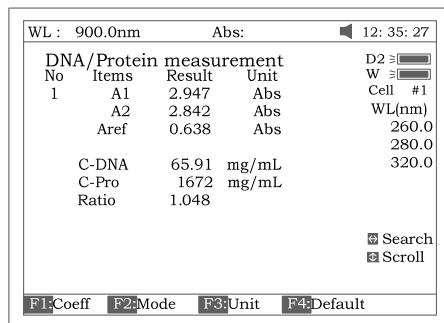 WL : 900.0nm Abs: 12: 35: 27
DNA/Protein measurement
No Items Result Unit
1 A1 2.947 Abs
A2 2.842 Abs
Aref 0.638 Abs
C-DNA 65.91 mg/mL
C-Pro 1672 mg/mL
Ratio 1.048
D2
W
Cell #1
WL(nm)
260.0
280.0
320.0
Search
Scroll
F1:Coeff F2:Mode F3:Unit F4:Default